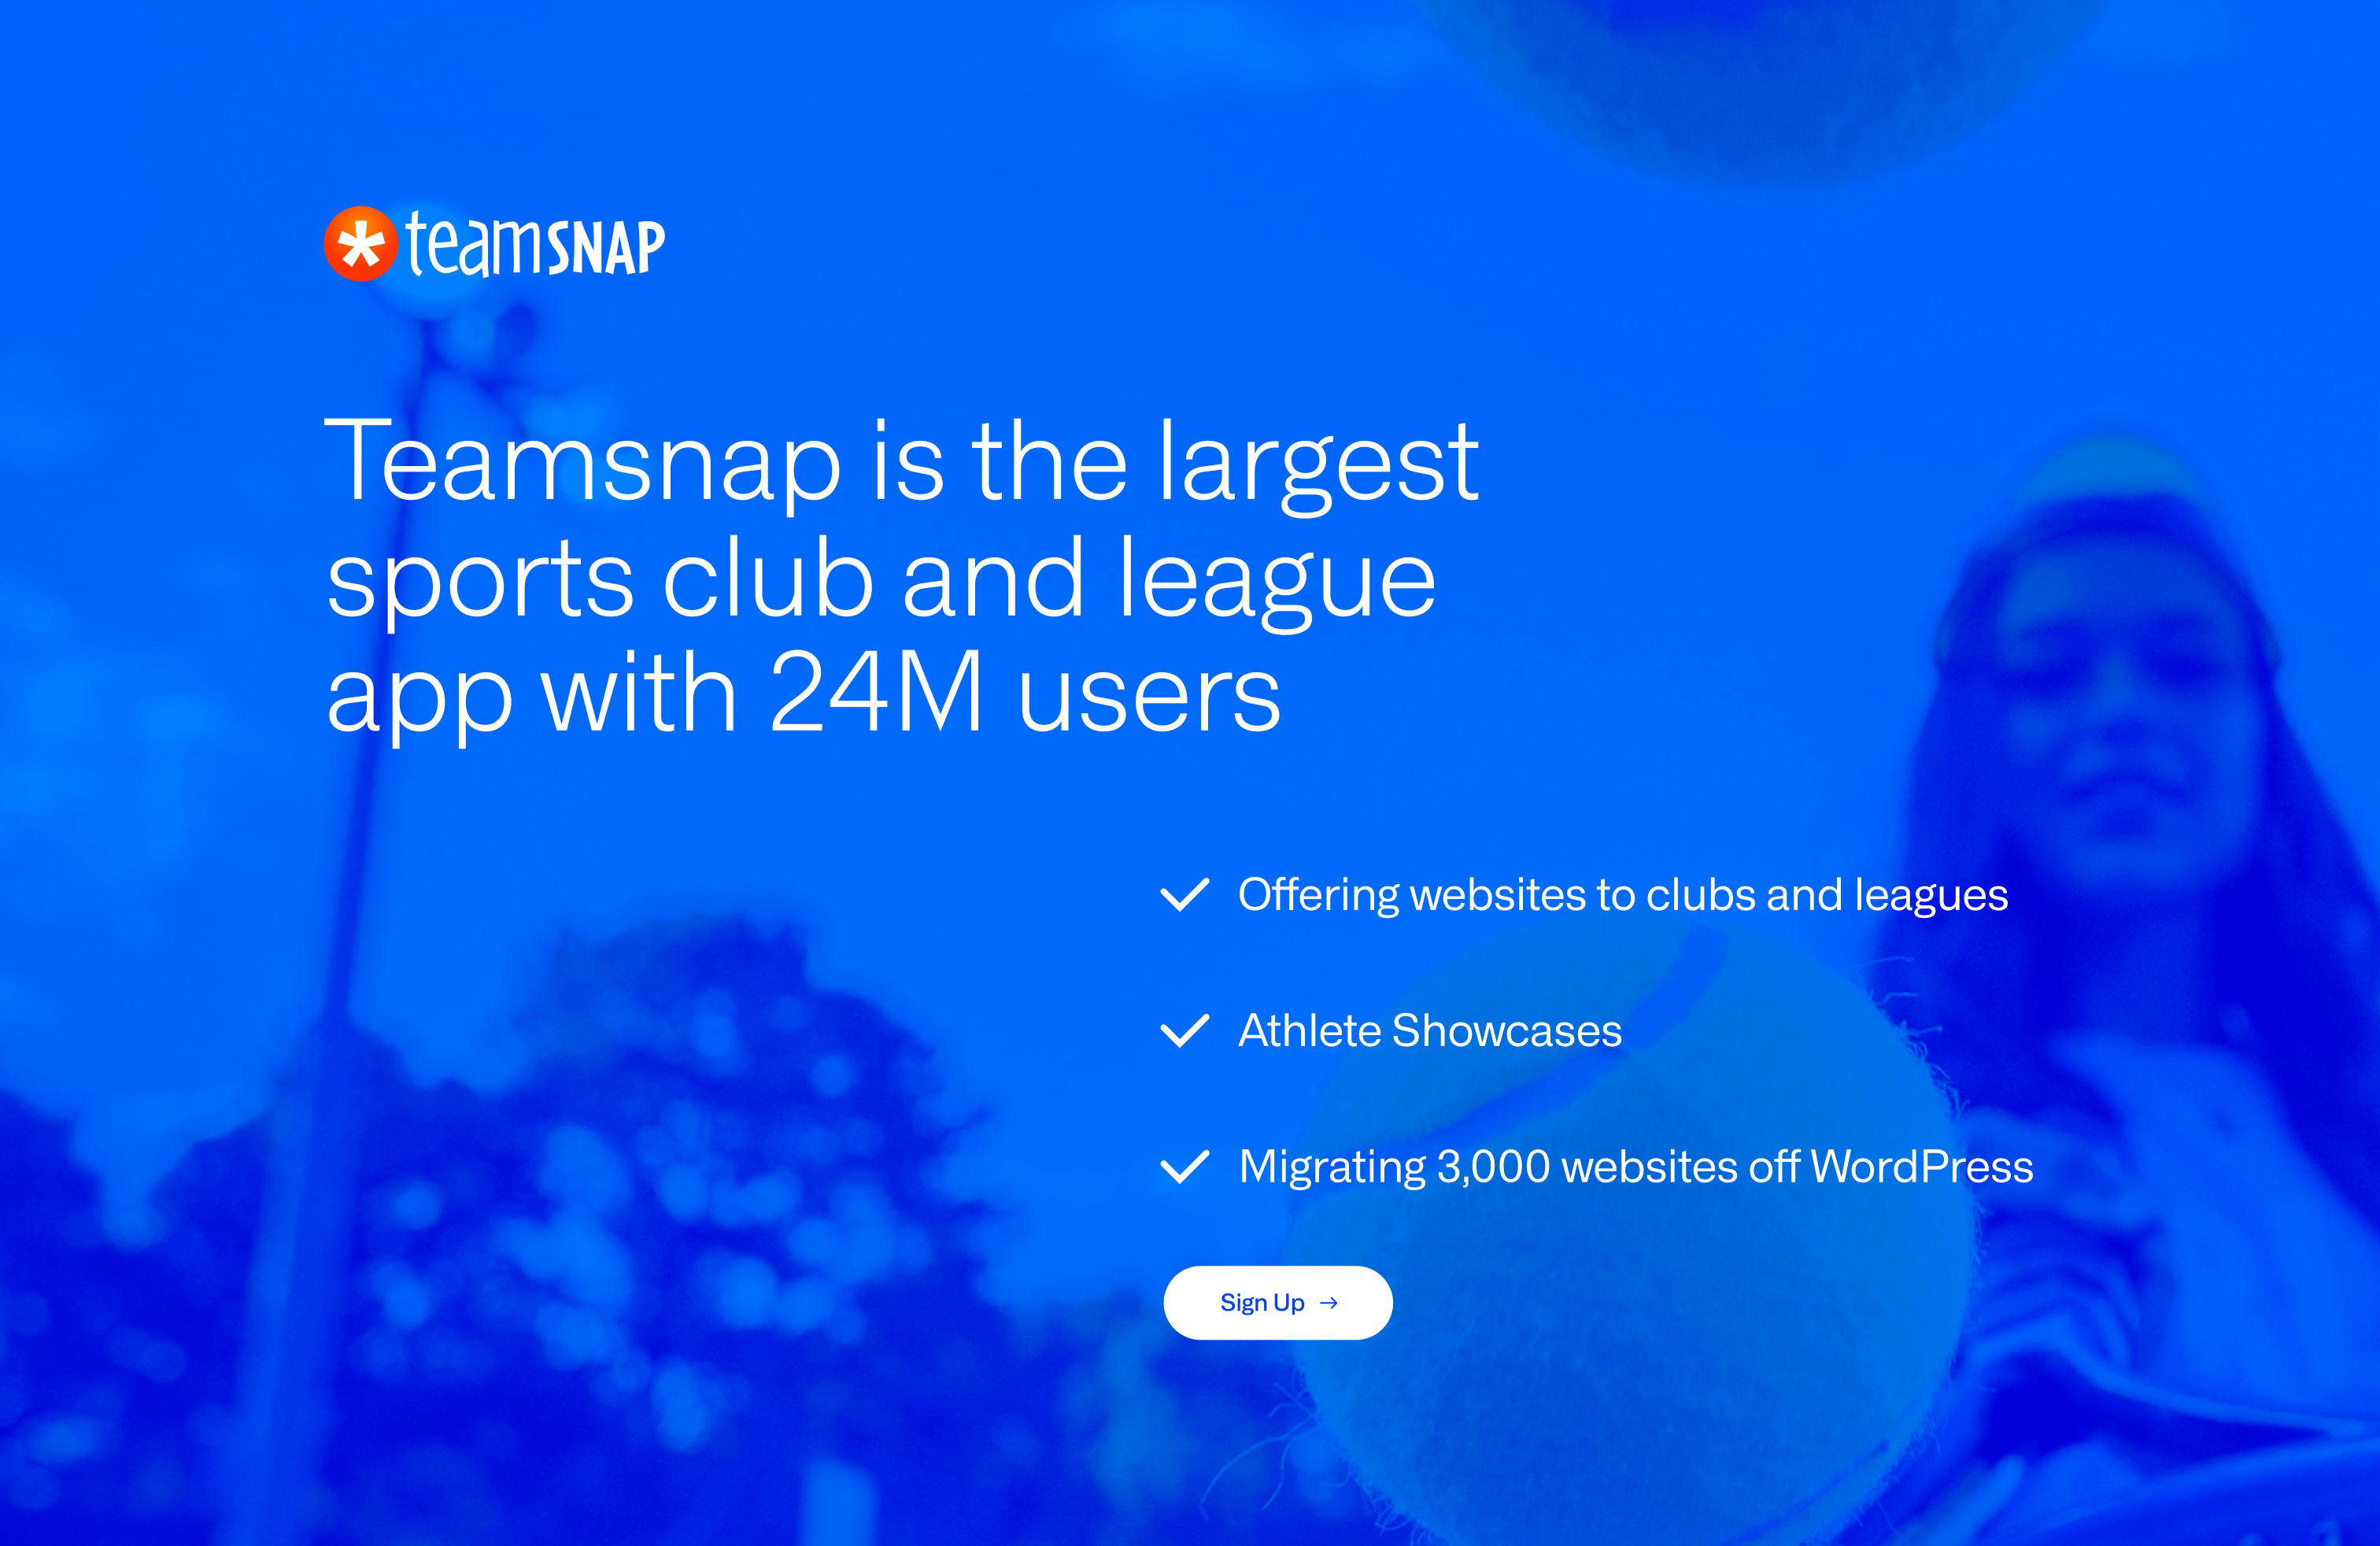 teamSNAP
Teamsnap is the largest
sports club and league
app with 24M users
Offering websites to clubs and leagues
Athlete Showcases
Migrating 3,000 websites off WordPress
Sign Up →